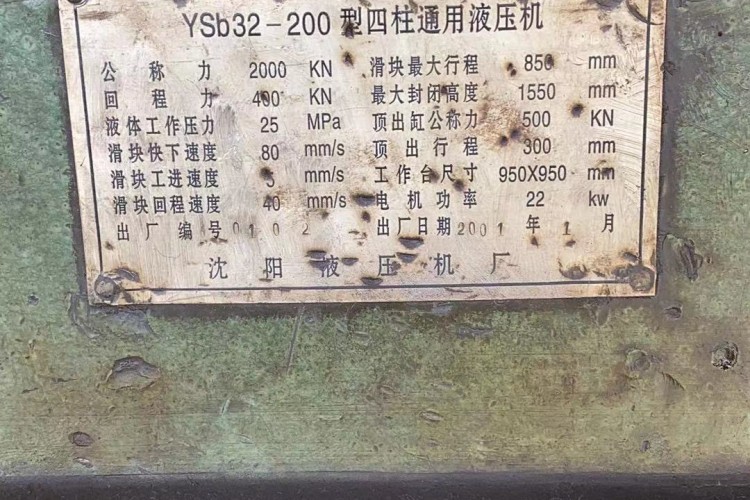 YSb32-200型四柱通用液压机
公称力 2000 KN 滑块最大行程 850 mm
回程力 400 KN 最大封闭高度 1550 mm
液体工作压力 25 MPa 顶出缸公称力 500 KN
滑块快下速度 80 mm/s 顶出行程 300 mm
滑块工进速度 5 mm/s 工作台尺寸 950X950 mm
滑块回程速度 40 mm/s 电机功率 22 kw
出厂编号 0102 出厂日期 2001 年 1 月
沈阳液压机厂